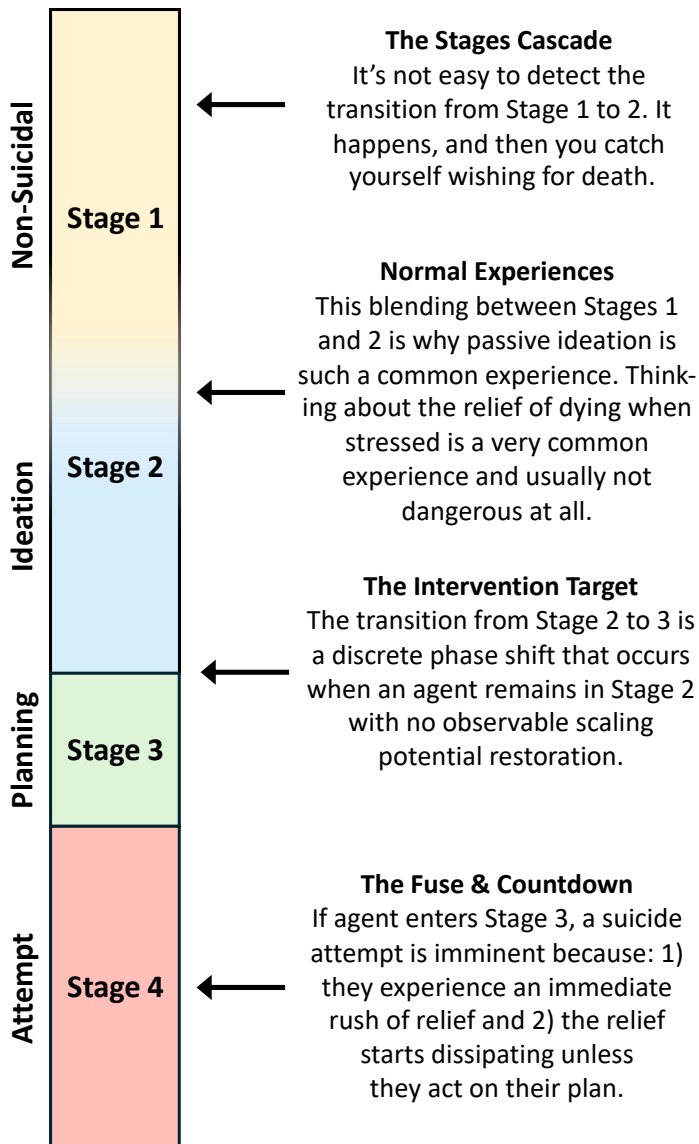 Non-Suicidal
Stage 1
The Stages Cascade
It's not easy to detect the
transition from Stage 1 to 2. It
happens, and then you catch
yourself wishing for death.
Normal Experiences
This blending between Stages 1
and 2 is why passive ideation is
such a common experience. Think-
ing about the relief of dying when
stressed is a very common
experience and usually not
dangerous at all.
Ideation
Stage 2
The Intervention Target
The transition from Stage 2 to 3 is
a discrete phase shift that occurs
when an agent remains in Stage 2
with no observable scaling
potential restoration.
Planning
Stage 3
The Fuse & Countdown
If agent enters Stage 3, a suicide
attempt is imminent because: 1)
they experience an immediate
rush of relief and 2) the relief
starts dissipating unless
they act on their plan.
Attempt
Stage 4